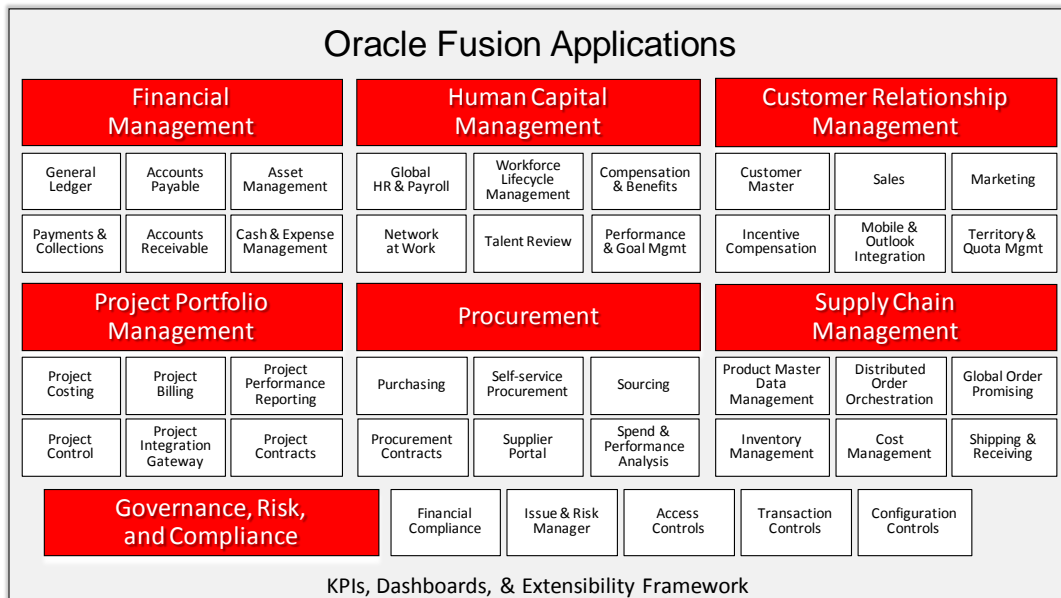 Oracle Fusion Applications
Financial
Management
Human Capital
Management
Customer Relationship
Management
General
Ledger
Accounts
Payable
Asset
Management
Global
HR & Payroll
Workforce
Lifecycle
Management
Compensation
& Benefits
Customer
Master
Sales
Marketing
Payments &
Collections
Accounts
Receivable
Cash & Expense
Management
Network
at Work
Talent Review
Performance
& Goal Mgmt
Incentive
Compensation
Mobile &
Outlook
Integration
Territory &
Quota Mgmt
Project Portfolio
Management
Procurement
Supply Chain
Management
Project
Costing
Project
Billing
Project
Performance
Reporting
Purchasing
Self-service
Procurement
Sourcing
Product Master
Data
Management
Distributed
Order
Orchestration
Global Order
Promising
Project
Control
Project
Integration
Gateway
Project
Contracts
Procurement
Contracts
Supplier
Portal
Spend &
Performance
Analysis
Inventory
Management
Cost
Management
Shipping &
Receiving
Governance, Risk,
and Compliance
Financial
Compliance
Issue & Risk
Manager
Access
Controls
Transaction
Controls
Configuration
Controls
KPIs, Dashboards, & Extensibility Framework